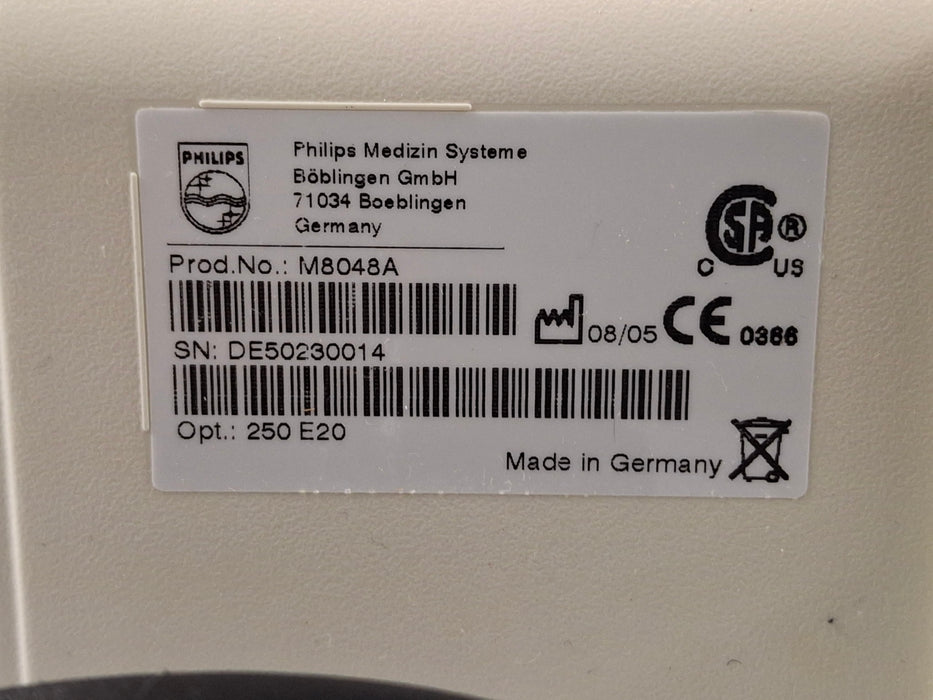 PHILIPS
Philips Medizin Systeme
Böblingen GmbH
71034 Boeblingen
Germany
Prod.No.: M8048A
SN: DE50230014
Opt.: 250 E20
08/05
CE 0366
CSA ®
C US
Made in Germany